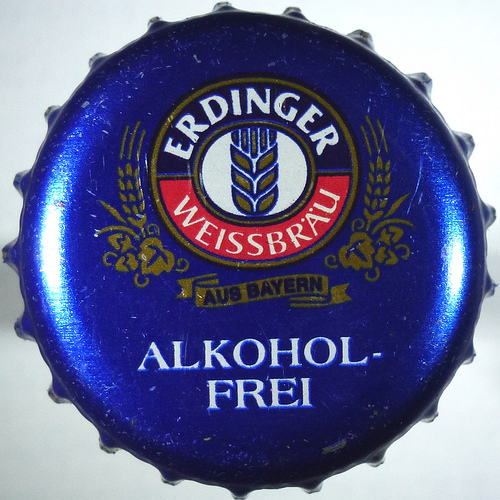 ERDINGER
WEISSBRÄU
AUS BAYERN
ALKOHOL-
FREI